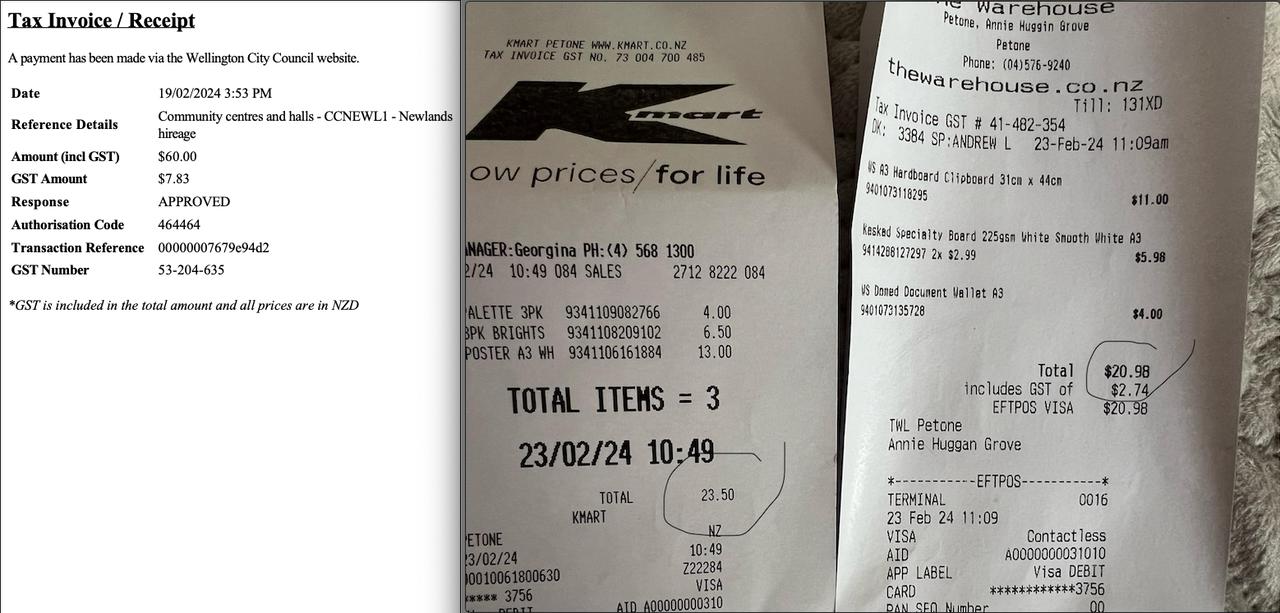 Tax Invoice / Receipt
A payment has been made via the Wellington City Council website.
Date 19/02/2024 3:53 PM
Reference Details Community centres and halls - CCNEWL1 - Newlands
hireage
Amount (incl GST) $60.00
GST Amount $7.83
Response APPROVED
Authorisation Code 464464
Transaction Reference 00000007679e94d2
GST Number 53-204-635
*GST is included in the total amount and all prices are in NZD
KMART PETONE WWW.KMART.CO.NZ
TAX INVOICE GST NO. 73 004 700 485
Kmart
ow prices/for life
NAGER:Georgina PH:(4) 568 1300
2/24 10:49 084 SALES 2712 8222 084
ALETTE 3PK 9341109082766 4.00
3PK BRIGHTS 9341108209102 6.50
POSTER A3 WH 9341106161884 13.00
TOTAL ITEMS = 3
23/02/24 10:49
TOTAL 23.50
KMART NZ
PETONE 10:49
23/02/24 Z22284
00010061800630 VISA
**** 3756 AID A0000000310
DEBIT
Warehouse
Petone, Annie Huggin Grove
Petone
Phone: (04)576-9240
thewarehouse.co.nz
Till: 131XD
Tax Invoice GST # 41-482-354
DK: 3384 SP:ANDREW L 23-Feb-24 11:09am
WS A3 Hardboard Clipboard 31cm x 44cm
9401073118295 $11.00
Kaskad Specialty Board 225gsm White Smooth White A3
9414288127297 2x $2.99 $5.98
WS Domed Document Wallet A3
9401073135728 $4.00
Total $20.98
includes GST of $2.74
EFTPOS VISA $20.98
TWL Petone
Annie Huggan Grove
*-----------EFTPOS-----------*
TERMINAL 0016
23 Feb 24 11:09
VISA Contactless
AID A0000000031010
APP LABEL Visa DEBIT
CARD ************3756
PAN SEQ Number 00